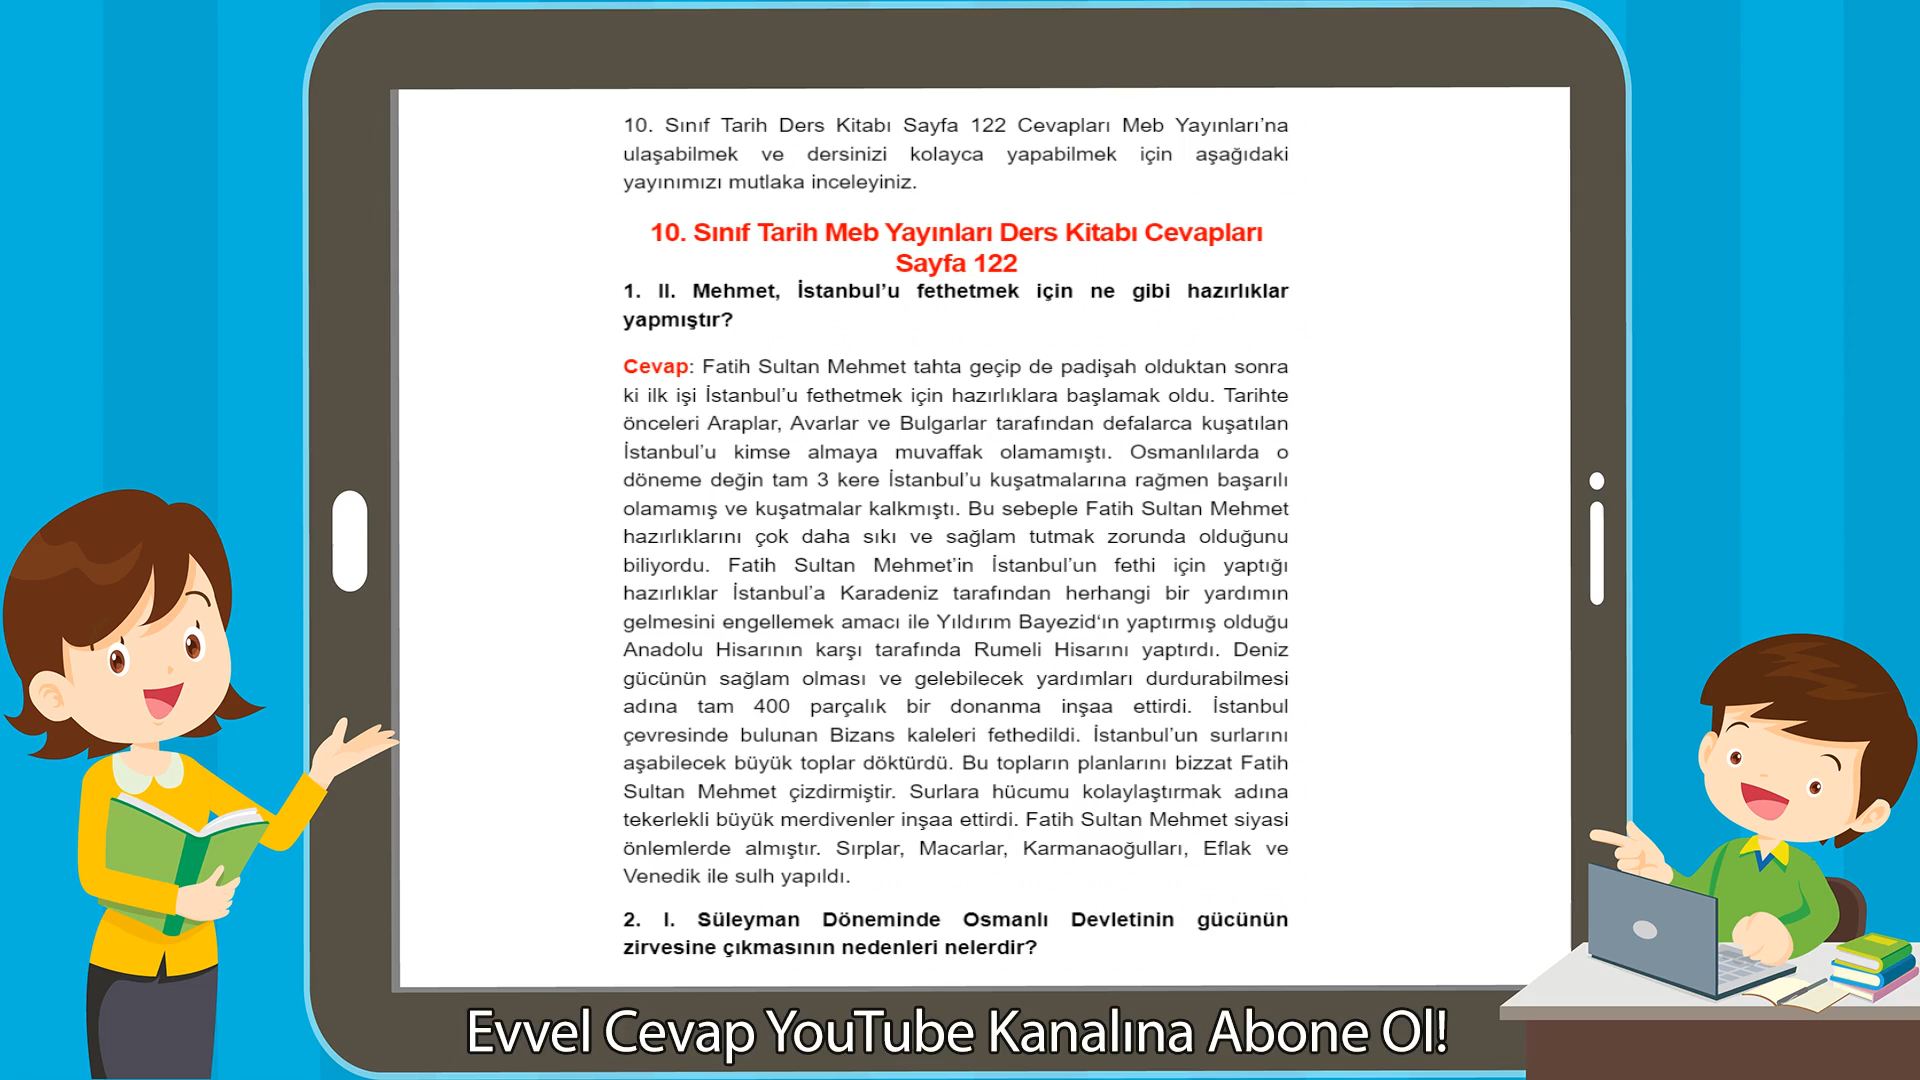 10. Sınıf Tarih Ders Kitabı Sayfa 122 Cevapları Meb Yayınları’na
ulaşabilmek ve dersinizi kolayca yapabilmek için aşağıdaki
yayınımızı mutlaka inceleyiniz.
10. Sınıf Tarih Meb Yayınları Ders Kitabı Cevapları
Sayfa 122
1. II. Mehmet, İstanbul’u fethetmek için ne gibi hazırlıklar
yapmıştır?
Cevap: Fatih Sultan Mehmet tahta geçip de padişah olduktan sonra
ki ilk işi İstanbul’u fethetmek için hazırlıklara başlamak oldu. Tarihte
önceleri Araplar, Avarlar ve Bulgarlar tarafından defalarca kuşatılan
İstanbul’u kimse almaya muvaffak olamamıştı. Osmanlılarda o
döneme değin tam 3 kere İstanbul’u kuşatmalarına rağmen başarılı
olamamış ve kuşatmalar kalkmıştı. Bu sebeple Fatih Sultan Mehmet
hazırlıklarını çok daha sıkı ve sağlam tutmak zorunda olduğunu
biliyordu. Fatih Sultan Mehmet’in İstanbul’un fethi için yaptığı
hazırlıklar İstanbul’a Karadeniz tarafından herhangi bir yardımın
gelmesini engellemek amacı ile Yıldırım Bayezid‘ın yaptırmış olduğu
Anadolu Hisarının karşı tarafında Rumeli Hisarını yaptırdı. Deniz
gücünün sağlam olması ve gelebilecek yardımları durdurabilmesi
adına tam 400 parçalık bir donanma inşaa ettirdi. İstanbul
çevresinde bulunan Bizans kaleleri fethedildi. İstanbul’un surlarını
aşabilecek büyük toplar döktürdü. Bu topların planlarını bizzat Fatih
Sultan Mehmet çizdirmiştir. Surlara hücumu kolaylaştırmak adına
tekerlekli büyük merdivenler inşaa ettirdi. Fatih Sultan Mehmet siyasi
önlemlerde almıştır. Sırplar, Macarlar, Karmanaoğulları, Eflak ve
Venedik ile sulh yapıldı.
2. I. Süleyman Döneminde Osmanlı Devletinin gücünün
zirvesine çıkmasının nedenleri nelerdir?
Evvel Cevap YouTube Kanalına Abone Ol!